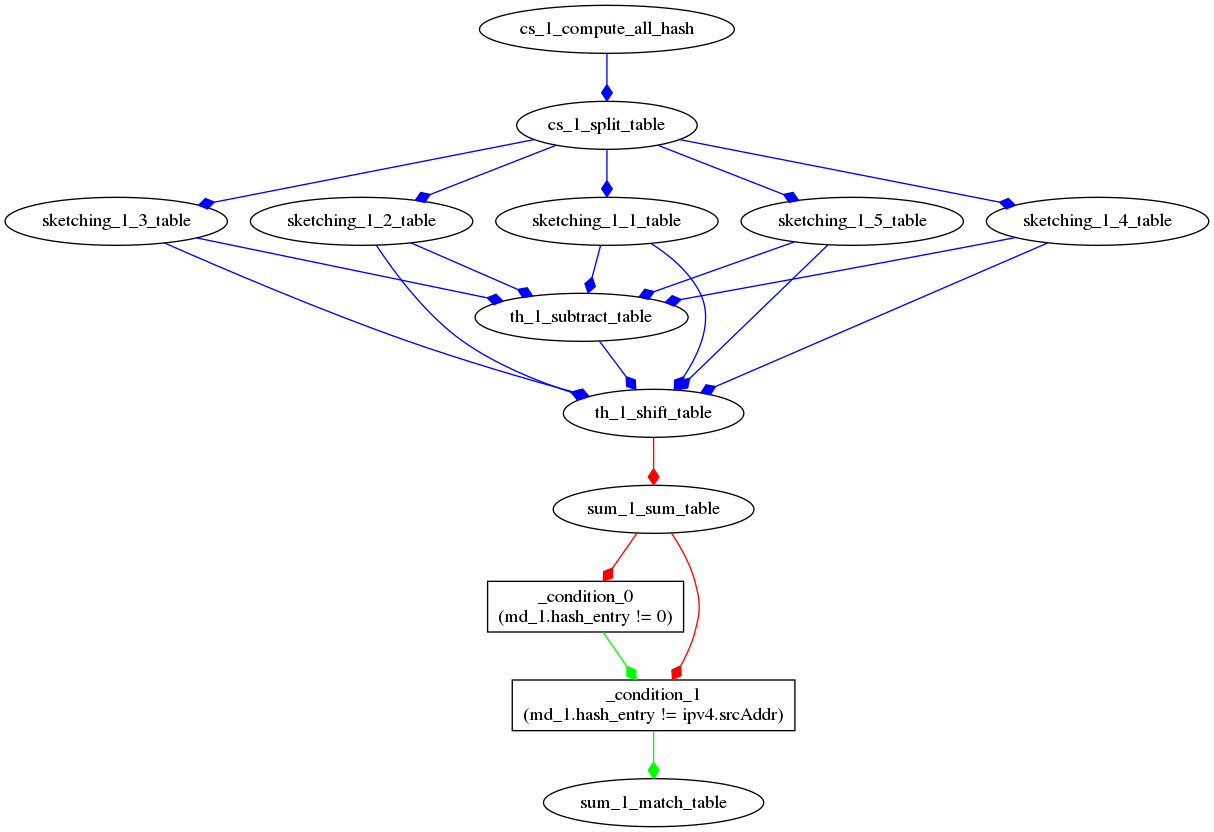 cs_1_compute_all_hash
cs_1_split_table
sketching_1_3_table
sketching_1_2_table
sketching_1_1_table
sketching_1_5_table
sketching_1_4_table
th_1_subtract_table
th_1_shift_table
sum_1_sum_table
_condition_0
(md_1.hash_entry != 0)
_condition_1
(md_1.hash_entry != ipv4.srcAddr)
sum_1_match_table